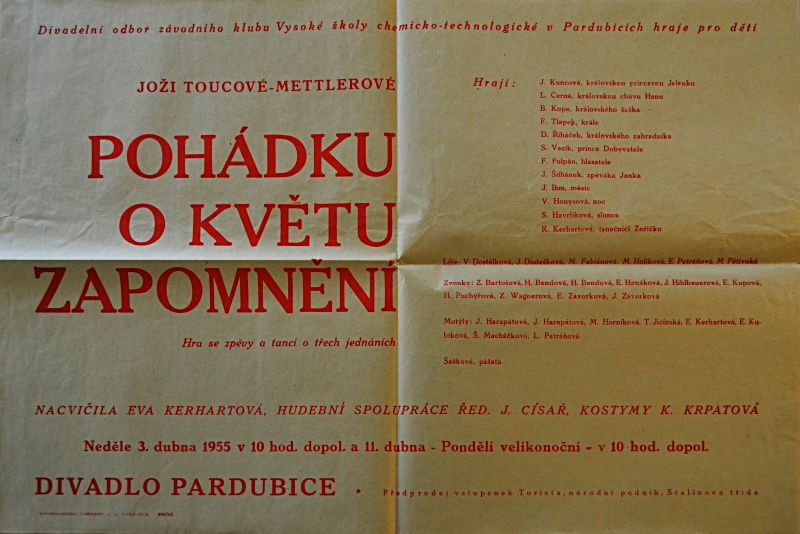 Divadelní odbor závodního klubu Vysoké školy chemicko-technologické v Pardubicích hraje pro děti
JOŽI TOUCOVÉ-METTLEROVÉ
POHÁDKU
O KVĚTU
ZAPOMNĚNÍ
Hra se zpěvy a tanci o třech jednáních
Hrají:
J. Koncová, královskou princeznu Jelenku
L. Černá, královskou chůvu Hanu
B. Kupa, královského šaška
F. Tlapek, krále
D. Řiháček, královského zahradníka
S. Vacík, prince Dobyvatele
F. Pulpán, hlasatele
J. Šilhánek, zpěváka Janka
J. Ihm, měsíc
V. Honysová, noc
S. Havrlíková, slunce
R. Kerhartová, tanečnici Zeřičku
Lilie: V. Dostálková, J. Dudešková, M. Fabiánová, M. Holíková, E. Petráňová, M. Pětivoká
Zvonky: Z. Bartošová, H. Bendová, H. Bendová, E. Hanáková, J. Hihlbauerová, E. Kupová,
H. Puchýřová, Z. Wagnerová, E. Zavorková, J. Zavorková
Motýly: J. Harapátová, J. Harapátová, M. Horníková, T. Jičínská, E. Kerhartová, E. Ku-
bíková, Š. Macháčková, L. Petráňová
Šaškové, pážata
NACVIČILA EVA KERHARTOVÁ, HUDEBNÍ SPOLUPRÁCE ŘED. J. CÍSAŘ, KOSTYMY K. KRPATOVÁ
Neděle 3. dubna 1955 v 10 hod. dopol. a 11. dubna - Pondělí velikonoční - v 10 hod. dopol.
DIVADLO PARDUBICE • Předprodej vstupenek Turista, národní podnik, Stalinova třída